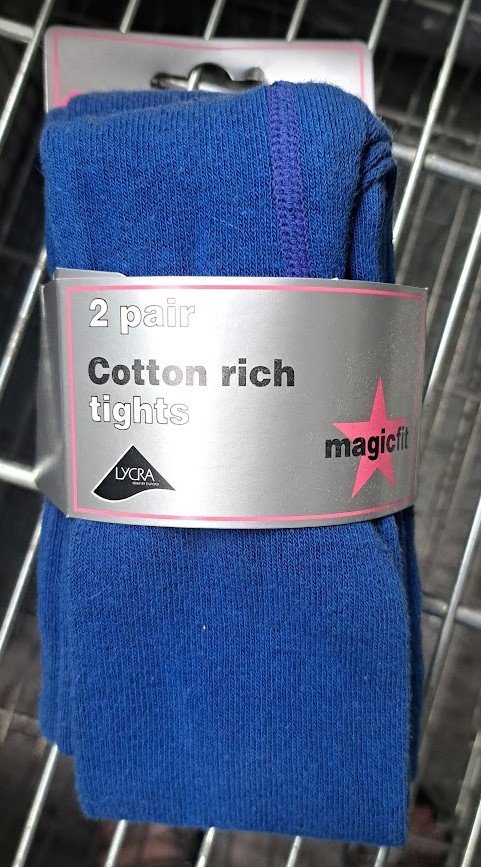 2 pair
Cotton rich
tights
LYCRA
magicfit